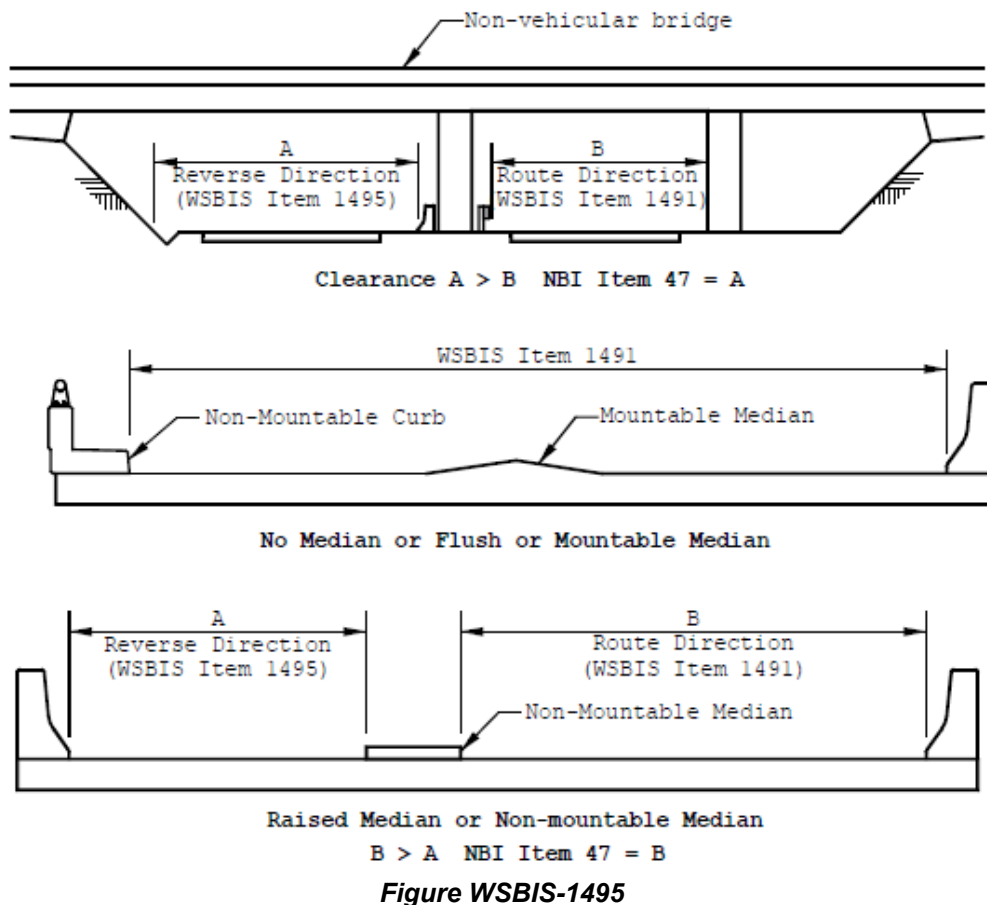 Non-vehicular bridge
A
Reverse Direction
(WSBIS Item 1495)
B
Route Direction
WSBIS Item 1491)
Clearance A > B  NBI Item 47 = A
WSBIS Item 1491
Non-Mountable Curb
Mountable Median
No Median or Flush or Mountable Median
A
Reverse Direction
(WSBIS Item 1495)
B
Route Direction
(WSBIS Item 1491)
Non-Mountable Median
Raised Median or Non-mountable Median
B > A  NBI Item 47 = B
Figure WSBIS-1495